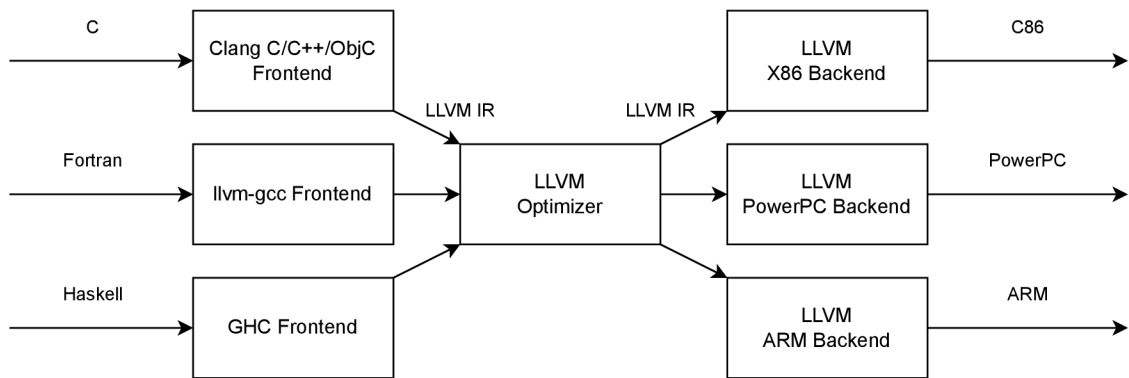 C
Clang C/C++/ObjC
Frontend
LLVM IR
LLVM IR
LLVM
X86 Backend
C86
Fortran
llvm-gcc Frontend
LLVM
Optimizer
LLVM
PowerPC Backend
PowerPC
Haskell
GHC Frontend
LLVM
ARM Backend
ARM